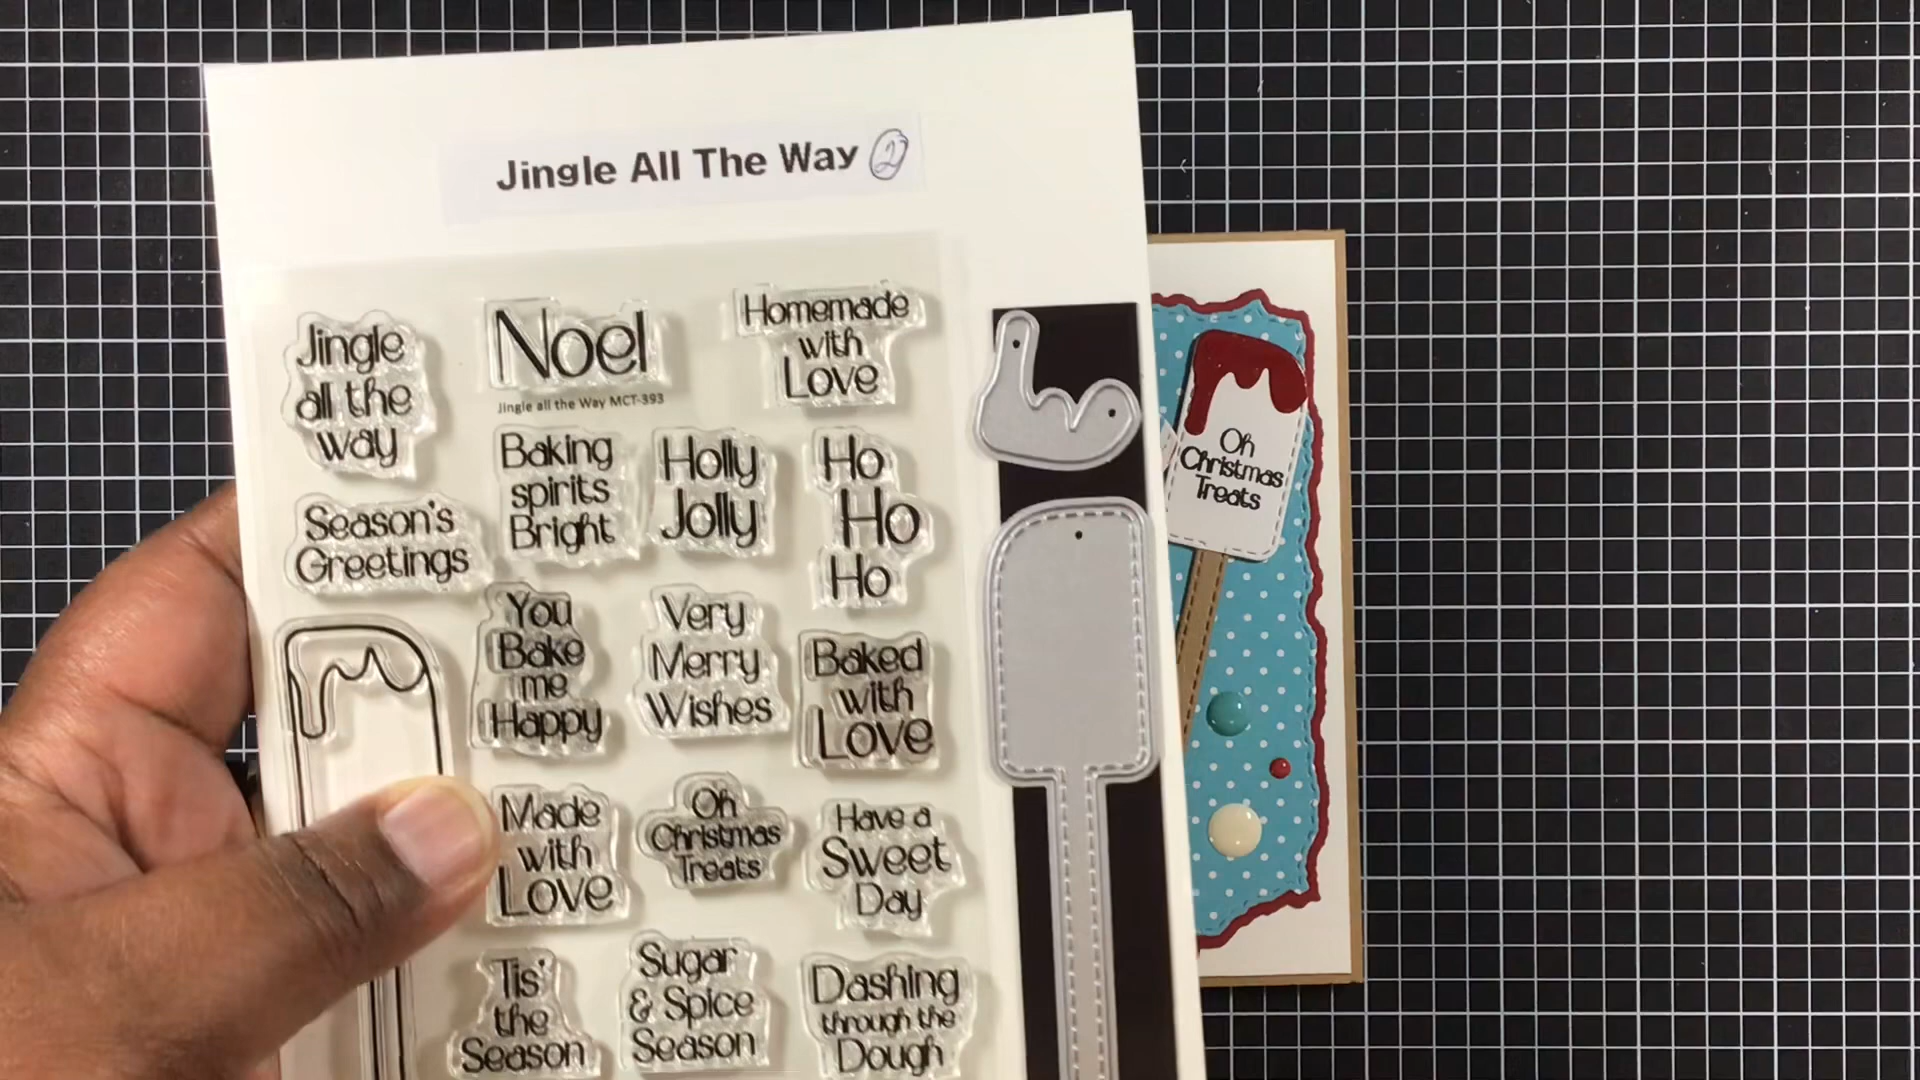 Jingle All The Way 2
Jingle
all the
way
Noel
Jingle all the Way MCT-393
Homemade
with
Love
Baking
spirits
Bright
Holly
Jolly
Ho
Ho
Ho
Season's
Greetings
You
Bake
me
Happy
Very
Merry
Wishes
Baked
with
Love
Made
with
Love
Oh
Christmas
Treats
Have a
Sweet
Day
Tis'
the
Season
Sugar
& Spice
Season
Dashing
through the
Dough
Oh
Christmas
Treats